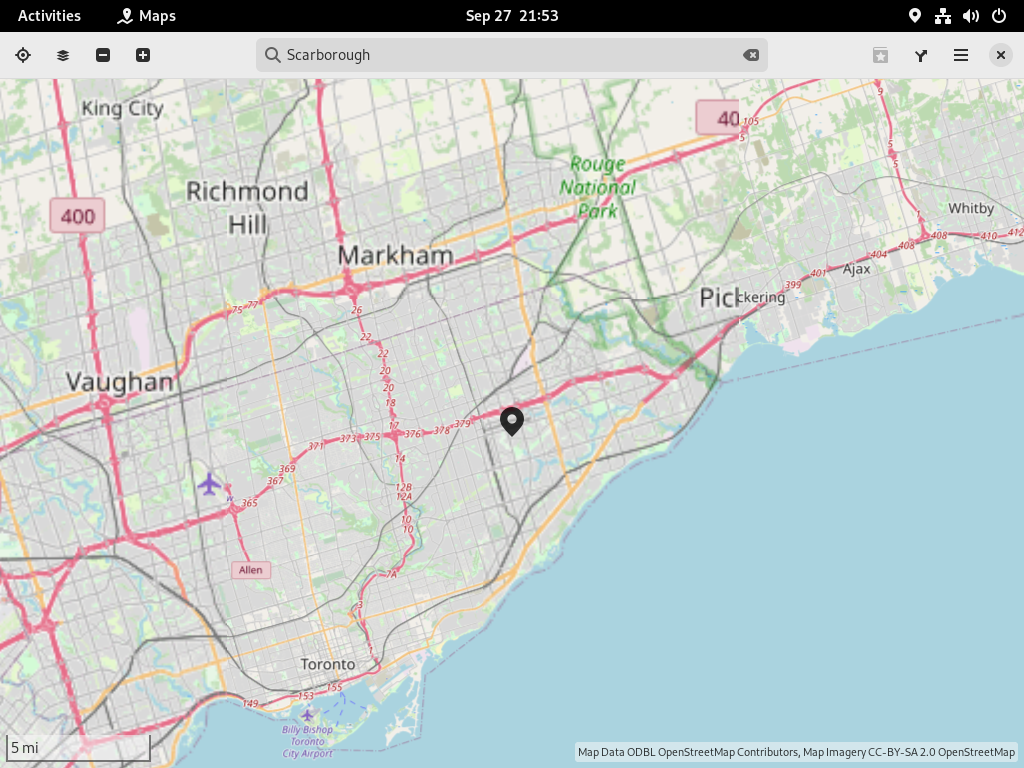 Activities
Maps
Sep 27 21:53
Scarborough
King City
40
105
5
9
5
5
Rouge
National
Park
Richmond
Hill
400
Whitby
1
408
410
412
408
404
401
399
Ajax
Markham
Pic
ckering
77
75
26
22
22
20
20
18
17
Vaughan
379
378
376
375
373
371
369
367
365
14
12B
12A
10
10
W
Allen
7A
3
1
Toronto
155
153
149
Billy Bishop
Toronto
City Airport
5 mi
Map Data ODBL OpenStreetMap Contributors, Map Imagery CC-BY-SA 2.0 OpenStreetMap